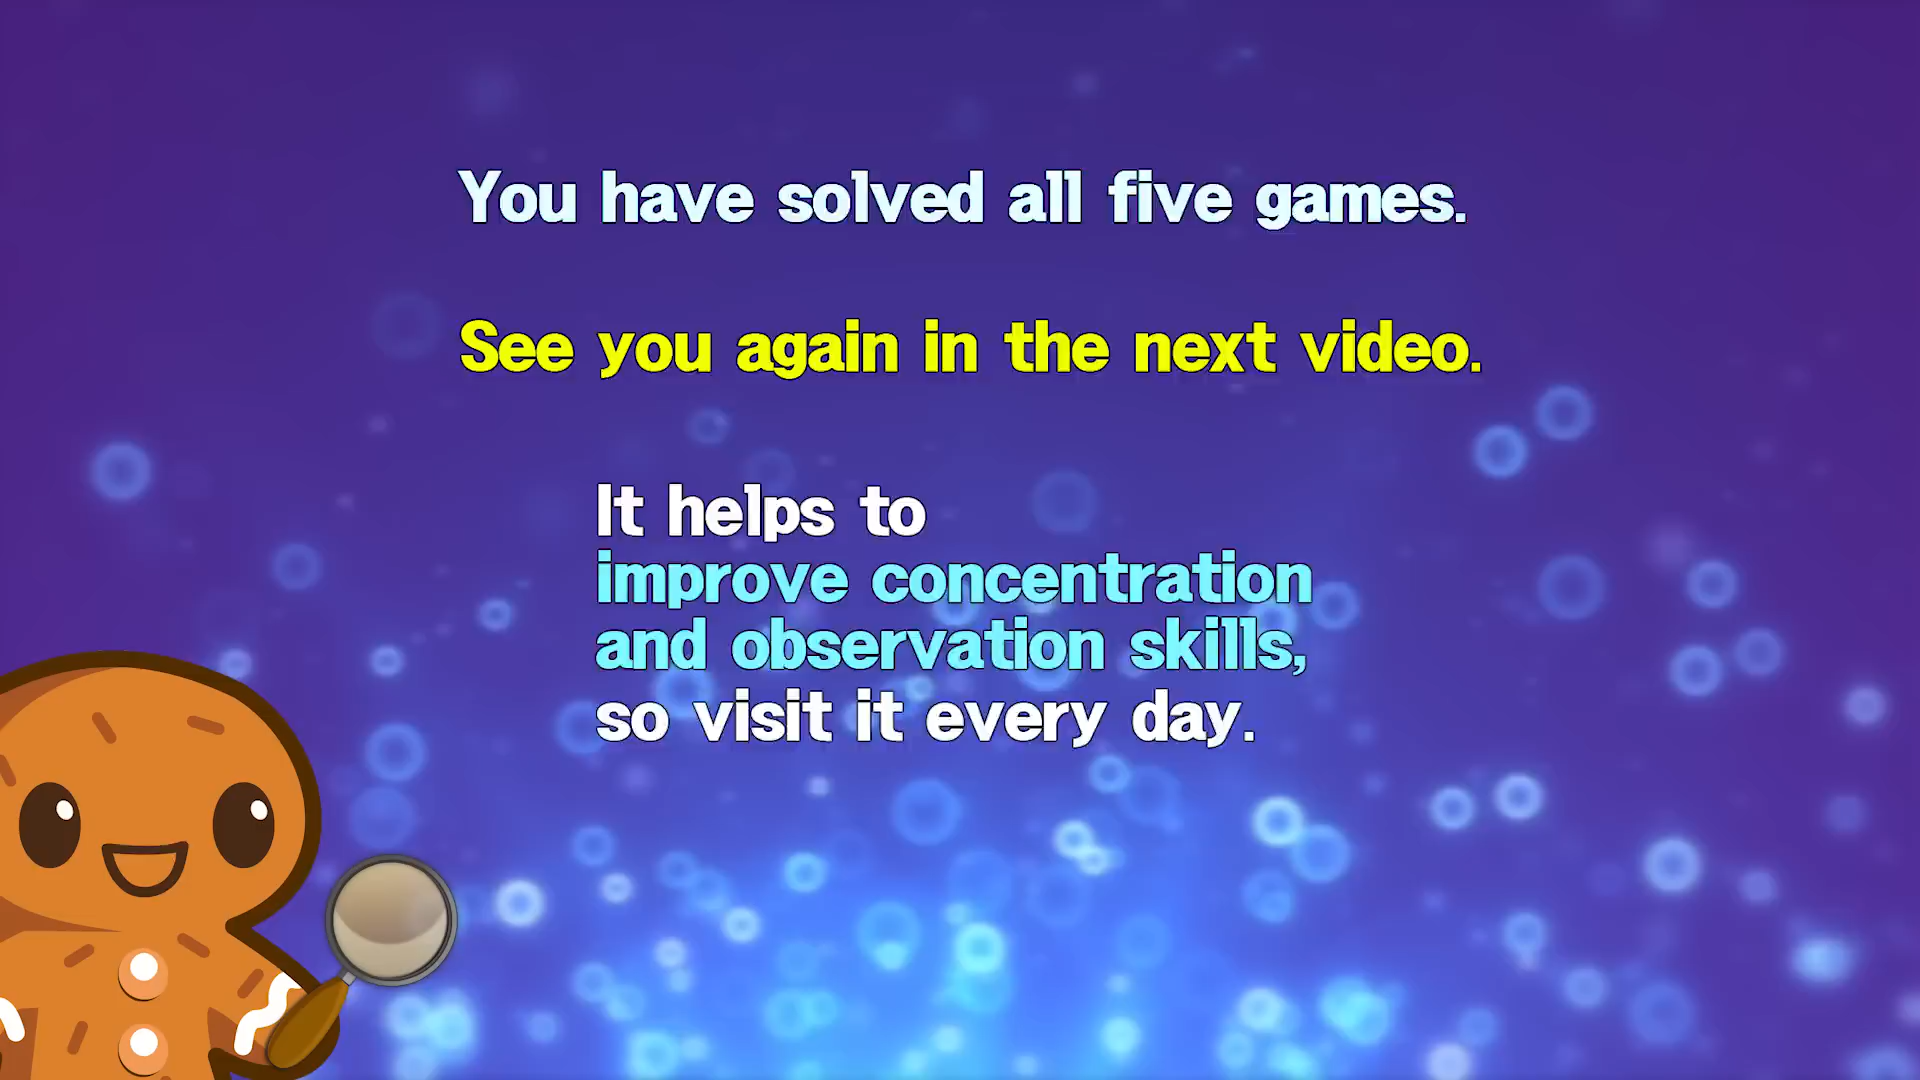 You have solved all five games.
See you again in the next video.
It helps to
improve concentration
and observation skills,
so visit it every day.